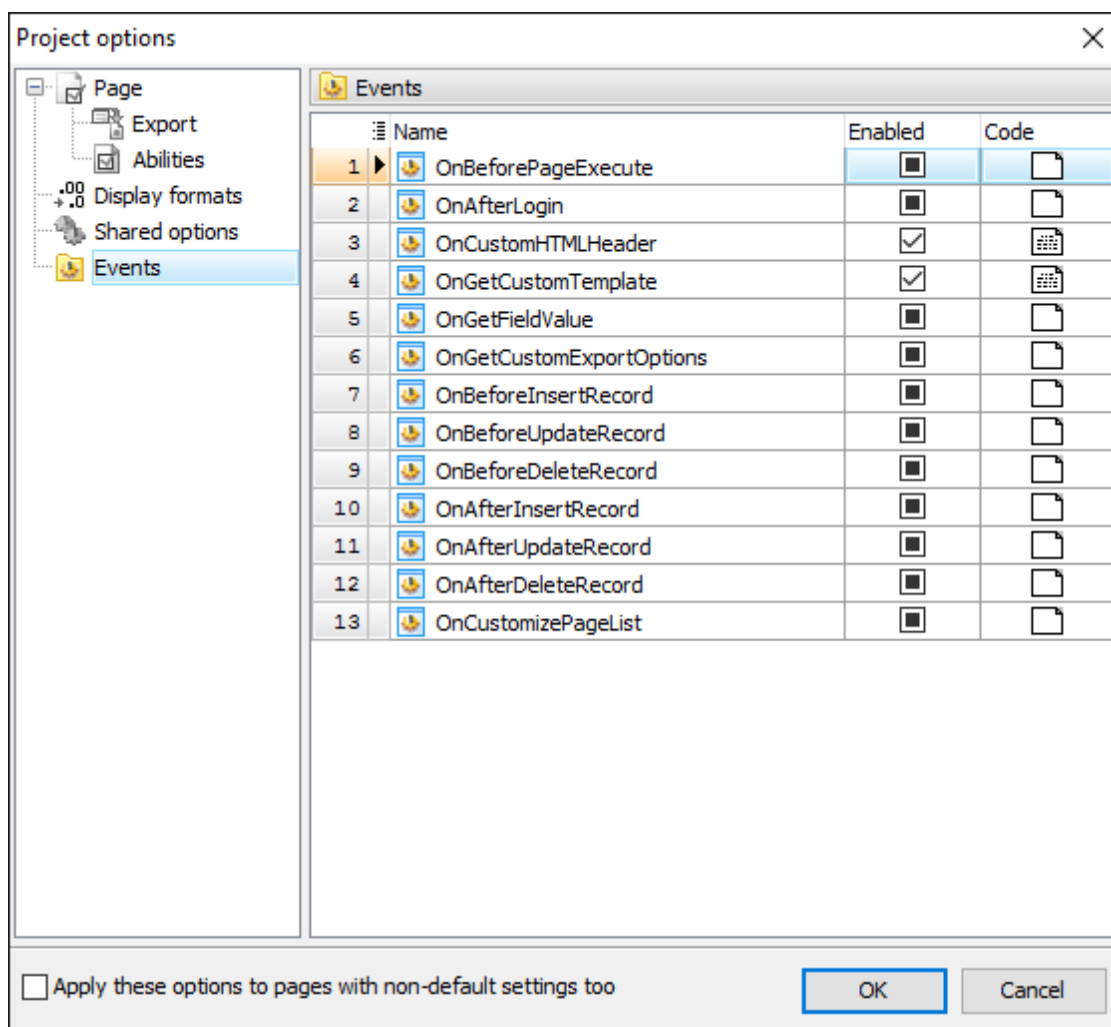 Project options
Page
Export
Abilities
Display formats
Shared options
Events
Events
Name Enabled Code
1 OnBeforePageExecute
2 OnAfterLogin
3 OnCustomHTMLHeader
4 OnGetCustomTemplate
5 OnGetFieldValue
6 OnGetCustomExportOptions
7 OnBeforeInsertRecord
8 OnBeforeUpdateRecord
9 OnBeforeDeleteRecord
10 OnAfterInsertRecord
11 OnAfterUpdateRecord
12 OnAfterDeleteRecord
13 OnCustomizePageList
Apply these options to pages with non-default settings too
OK Cancel